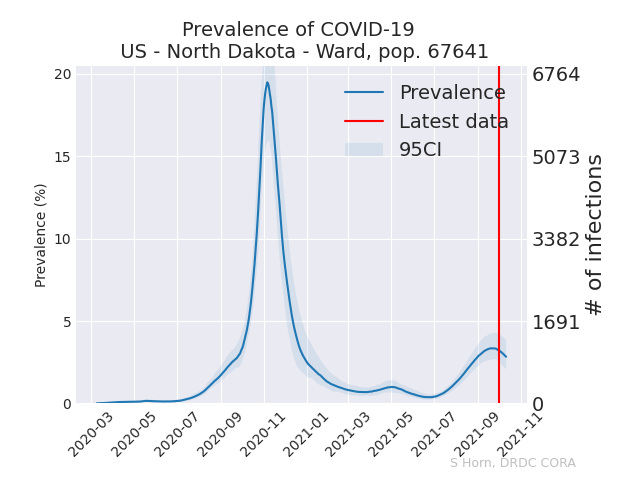 Prevalence of COVID-19
US - North Dakota - Ward, pop. 67641
Prevalence (%)
20
15
10
5
0
Prevalence
Latest data
95CI
6764
5073
3382
1691
0
# of infections
2020-03
2020-05
2020-07
2020-09
2020-11
2021-01
2021-03
2021-05
2021-07
2021-09
2021-11
S Horn, DRDC CORA